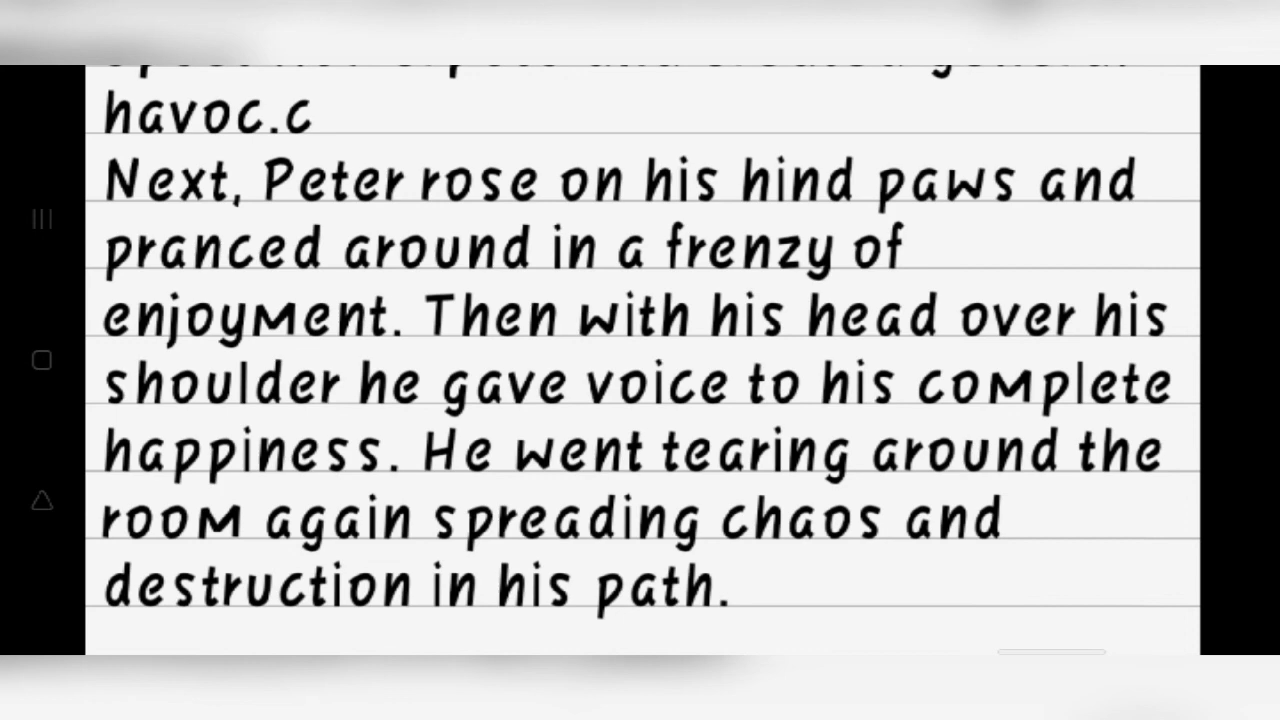 havoc.c
Next, Peter rose on his hind paws and
pranced around in a frenzy of
enjoyment. Then with his head over his
shoulder he gave voice to his complete
happiness. He went tearing around the
room again spreading chaos and
destruction in his path.